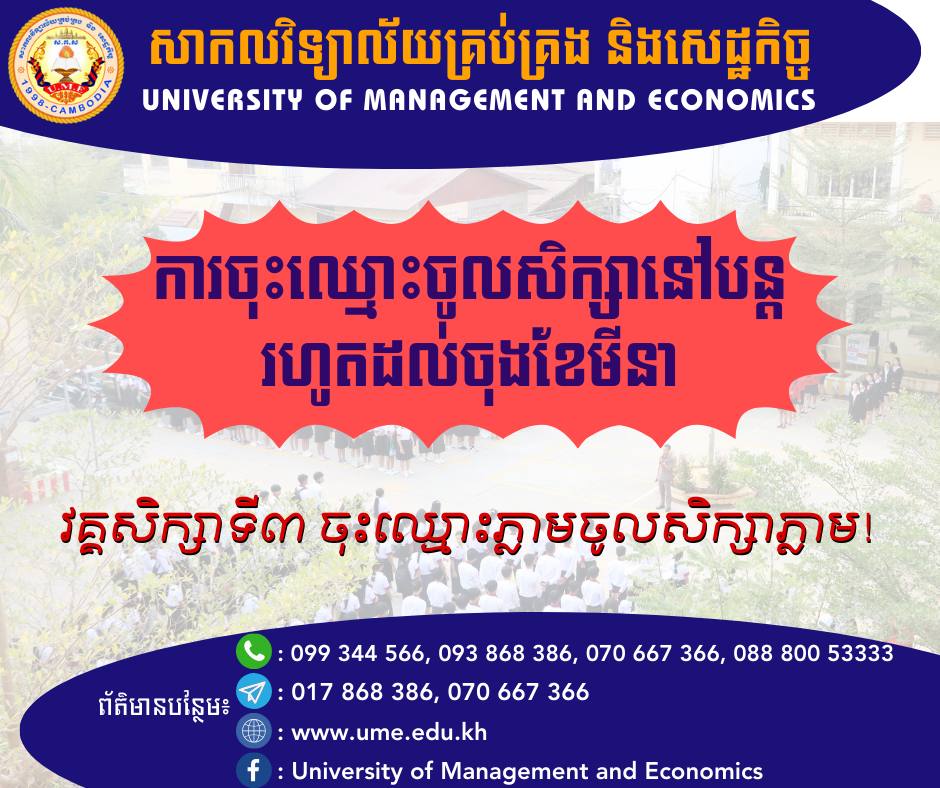 សាកលវិទ្យាល័យគ្រប់គ្រង និងសេដ្ឋកិច្ច
UNIVERSITY OF MANAGEMENT AND ECONOMICS
ស.គ.ស
U.M.E
1998-CAMBODIA
ការចុះឈ្មោះចូលសិក្សានៅបន្ត
រហូតដល់ចុងខែមីនា
វគ្គសិក្សាទី៣ ចុះឈ្មោះភ្លាមចូលសិក្សាភ្លាម!
ព័ត៌មានបន្ថែម៖
: 099 344 566, 093 868 386, 070 667 366, 088 800 53333
: 017 868 386, 070 667 366
: www.ume.edu.kh
: University of Management and Economics